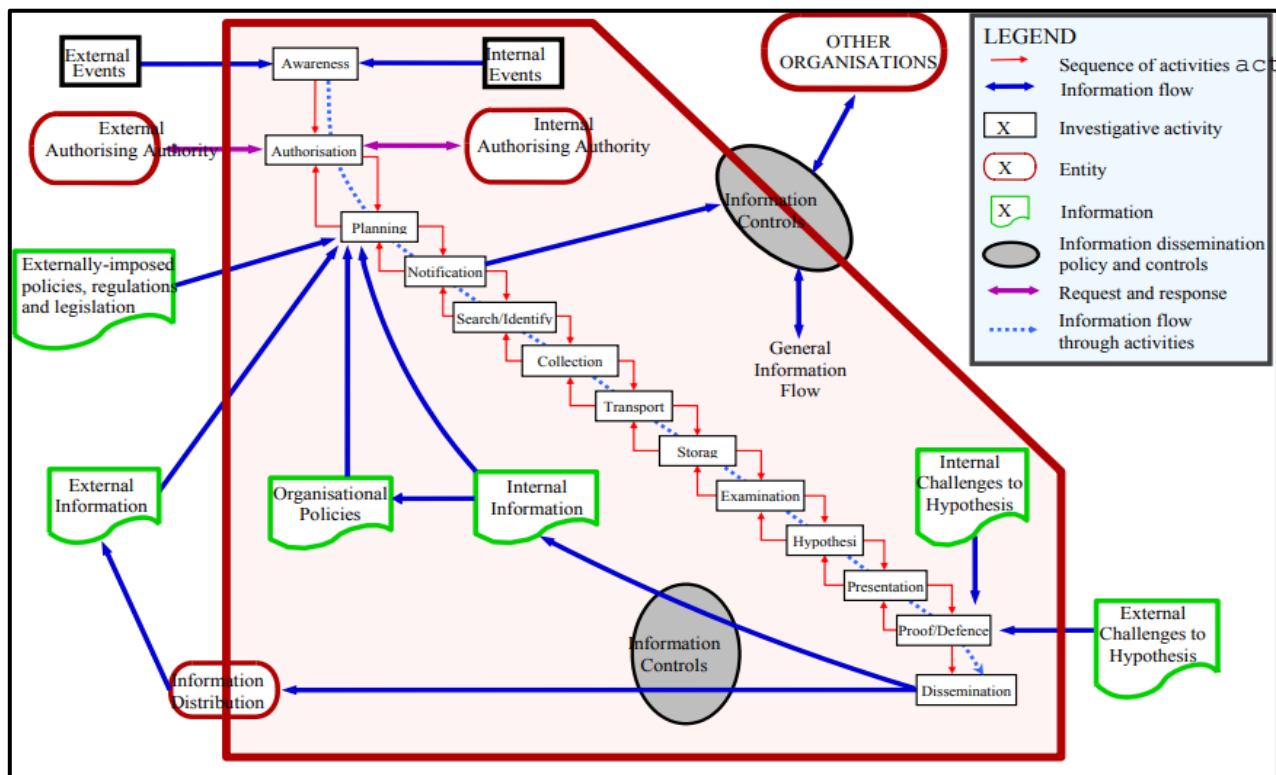 External
Events
Awareness
Internal
Events
OTHER
ORGANISATIONS
LEGEND
Sequence of activities act
Information flow
X
Investigative activity
X
Entity
X
Information
Information dissemination
policy and controls
Request and response
Information flow
through activities
External
Authorising Authority
Authorisation
Internal
Authorising Authority
Information
Controls
Planning
Externally-imposed
policies, regulations
and legislation
Notification
Search/Identify
Collection
General
Information
Flow
Transport
Storag
External
Information
Organisational
Policies
Internal
Information
Examination
Internal
Challenges to
Hypothesis
Hypothesi
Presentation
Proof/Defence
External
Challenges to
Hypothesis
Information
Controls
Information
Distribution
Dissemination